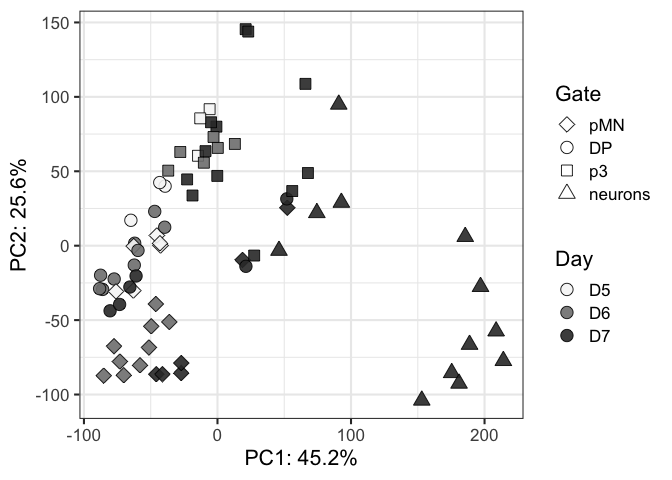 150
100
50
0
-50
-100
-100
0
100
200
PC1: 45.2%
PC2: 25.6%
Gate
pMN
DP
p3
neurons
Day
D5
D6
D7